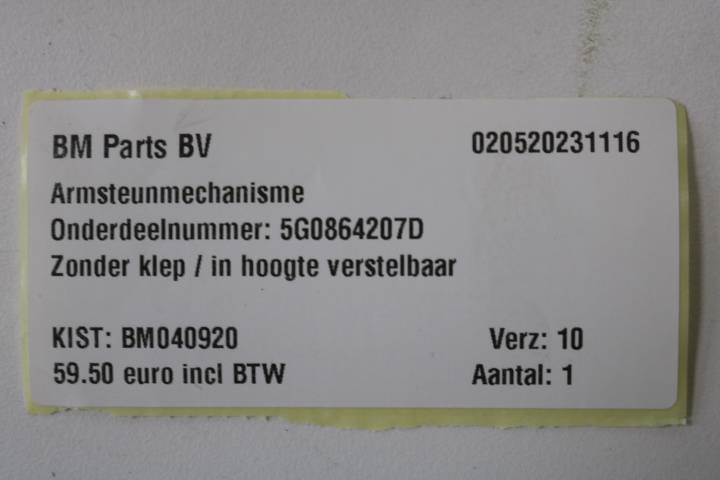 BM Parts BV 020520231116
Armsteunmechanisme
Onderdeelnummer: 5G0864207D
Zonder klep / in hoogte verstelbaar
KIST: BM040920 Verz: 10
59.50 euro incl BTW Aantal: 1